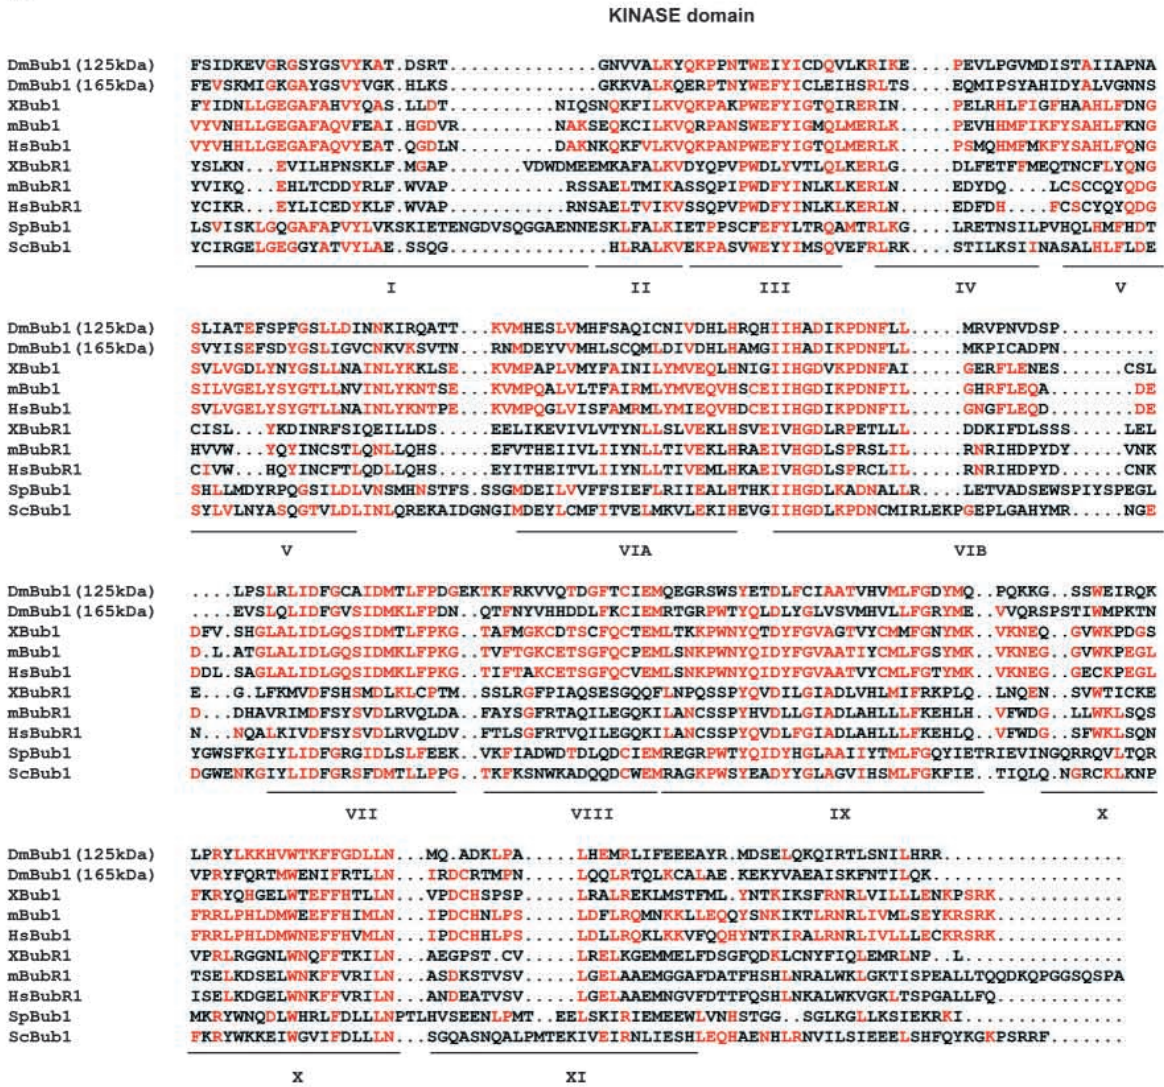 KINASE domain
DmBub1(125kDa) FSIDKEVGRGSYGSVYKAT.DSRT...............GNVVALKYQKPPNTWEIYICDQVLKRIKE....PEVLPGVMDISTAIIAPNA
DmBub1(165kDa) FEVSKMIGKGAYGSVYVGK.HLKS...............GKKVALKQERPTNYWEFYICLEIHSRLTS....EQMIPSYAHIDYALVGNNS
XBub1 FYIDNLLGEGAFAHVYQAS.LLDT...........NIQSNQKFILKVQKPAKPWEFYIGTQIRERIN.....PELRHLFIGFHAAHLFDNG
mBub1 VYVNHLLGEGAFAQVFEAI.HGDVR..........NAKSEQKCILKVQRPANSWEFYIGMQLMERLK.....PEVHHMFIKFYSAHLFKNG
HsBub1 VYVHHLLGEGAFAQVYEAT.QGDLN..........DAKNKQKFVLKVQKPANPWEFYIGTQLMERLK.....PSMQHMFMKFYSAHLFQNG
XBubR1 YSLKN...EVILHPNSKLF.MGAP........VDWDMEEMKAFALKVDYQPVPWDLYVTLQLKERLG.....DLFETFFMEQTNCFLYQNG
mBubR1 YVIKQ...EHLTCDDYRLF.WVAP............RSSAELTMIKASSQPIPWDFYINLKLKERLN.....EDYDQ...LCSCCQYQDG
HsBubR1 YCIKR...EYLICEDYKLF.WVAP............RNSAELTVIKVSSQPVPWDFYINLKLKERLN.....EDFDH...FCSCYQYQDG
SpBub1 LSVISKLGQGAFAPVYLVKSKIETENGDVSQGGAENNESKLFALKIETPPSCFEFYLTRQAMTRLKG....LRETNSILPVHQLHMFHDT
ScBub1 YCIRGELGEGGYATVYLAE.SSQG...............HLRALKVEKPASVWEYYIMSQVEFRLRK....STILKSIINASALHLFLDE
I II III IV V
DmBub1(125kDa) SLIATEFSPFGSLLDINNKIRQATT...KVMHESLVMHFSAQICNIVDHLHRQHIIHADIKPDNFLL.....MRVPNVDSP..........
DmBub1(165kDa) SVYISEFSDYGSLIGVCNKVKSVTN...RNMDEYVVMHLSCQMLDIVDHLHAMGIIHADIKPDNFLL.....MKPICADPN..........
XBub1 SVLVGDLYNYGSLLNAINLYKKLSE...KVMPAPLVMYFAINILYMVEQLHNIGIIHGDVKPDNFAI.....GERFLENES......CSL
mBub1 SILVGELYSYGTLLNVINLYKNTSE...KVMPQALVLTFAIRMLYMVEQVHSCEIIHGDIKPDNFIL.....GHRFLEQA.......DE
HsBub1 SVLVGELYSYGTLLNAINLYKNTPE...KVMPQGLVISFAMRMLYMIEQVHDCEIIHGDIKPDNFIL.....GNGFLEQD.......DE
XBubR1 CISL...YKDINRFSIQEILLDS.....EELIKEVIVLVTYNLLSLVEKLHSVEIVHGDLRPETLLL.....DDKIFDLSSS.....LEL
mBubR1 HVVW...YQYINCSTLQNLLQHS.....EFVTHEIIVLIIYNLLTIVEKLHRAEIVHGDLSPRSLIL.....RNRIHDPYDY.....VNK
HsBubR1 CIVW...HQYINCFTLQDLLQHS.....EYITHEITVLIIYNLLTIVEMLHKAEIVHGDLSPRCLIL.....RNRIHDPYD......CNK
SpBub1 SHLLMDYRPQGSILDLVNSMHNSTFS.SSGMDEILVVFFSIEFLRIIEALHTHKIIHGDLKADNALLR....LETVADSEWSPIYSPEGL
ScBub1 SYLVLNYASQGTVLDLINLQREKAIDGNGIMDEYLCMFITVELMKVLEKIHEVGIIHGDLKPDNCMIRLEKPGEPLGAHYMR.....NGE
V VIA VIB
DmBub1(125kDa) ....LPSLRLIDFGCAIDMTLFPDGEKTKFRKVVQTDGFTCIEMQEGRSWSYETDLFCIAATVHVMLFGDYMQ..PQKKG..SSWEIRQK
DmBub1(165kDa) ....EVSLQLIDFGVSIDMKLFPDN..QTFNYVHHDDLFKCIEMRTGRPWTYQLDLYGLVSVMHVLLFGRYME..VVQRSPSTIWMPKTN
XBub1 DFV.SHGLALIDLGQSIDMTLFPKG..TAFMGKCDTSCFQCTEMLTKKPWNYQTDYFGVAGTVYCMMFGNYMK..VKNEQ..GVWKPDGS
mBub1 D.L.ATGLALIDLGQSIDMKLFPKG..TVFTGKCETSGFQCPEMLSNKPWNYQIDYFGVAATIYCMLFGSYMK..VKNEG..GVWKPEGL
HsBub1 DDL.SAGLALIDLGQSIDMKLFPKG..TIFTAKCETSGFQCVEMLSNKPWNYQIDYFGVAATVYCMLFGTYMK..VKNEG..GECKPEGL
XBubR1 E...G.LFKMVDFSHSMDLKLCPTM..SSLRGFPIAQSESGQQFLNPQSSPYQVDILGIADLVHLMIFRKPLQ..LNQEN..SVWTICKE
mBubR1 D...DHAVRIMDFSYSVDLRVQLDA..FAYSGFRTAQILEGQKILANCSSPYHVDLLGIADLAHLLLFKEHLH..VFWDG..LLWKLSQS
HsBubR1 N...NQALKIVDFSYSVDLRVQLDV..FTLSGFRTVQILEGQKILANCSSPYQVDLFGIADLAHLLLFKEHLQ..VFWDG..SFWKLSQN
SpBub1 YGWSFKGIYLIDFGRGIDLSLFEEK..VKFIADWDTDLQDCIEMREGRPWTYQIDYHGLAAIIYTMLFGQYIETRIEVINGQRRQVLTQR
ScBub1 DGWENKGIYLIDFGRSFDMTLLPPG..TKFKSNWKADQQDCWEMRAGKPWSYEADYYGLAGVIHSMLFGKFIE..TIQLQ.NGRCKLKNP
VII VIII IX X
DmBub1(125kDa) LPRYLKKHVWTKFFGDLLN...MQ.ADKLPA.....LHEMRLIFEEEAYR.MDSELQKQIRTLSNILHRR.................
DmBub1(165kDa) VPRYFQRTMWENIFRTLLN...IRDCRTMPN.....LQQLRTQLKCALAE.KEKYVAEAISKFNTILQK..................
XBub1 FKRYQHGELWTEFFHTLLN...VPDCHSPSP.....LRALREKLMSTFML.YNTKIKSFRNRLVILLLENKPSRK............
mBub1 FRRLPHLDMWEEFFHIMLN...IPDCHNLPS.....LDFLRQMNKKLLEQQYSNKIKTLRNRLIVMLSEYKRSRK............
HsBub1 FRRLPHLDMWNEFFHVMLN...IPDCHHLPS.....LDLLRQKLKKVFQQHYNTKIRALRNRLIVLLLECKRSRK............
XBubR1 VPRLRGGNLWNQFFTKILN...AEGPST.CV.....LRELKGEMMELFDSGFQDKLCNYFIQLEMRLNP..L...............
mBubR1 TSELKDSELWNKFFVRILN...ASDKSTVSV.....LGELAAEMGGAFDATFHSHLNRALWKLGKTISPEALLTQQDKQPGGSQSPA
HsBubR1 ISELKDGELWNKFFVRILN...ANDEATVSV.....LGELAAEMNGVFDTTFQSHLNKALWKVGKLTSPGALLFQ............
SpBub1 MKRYWNQDLWHRLFDLLLNPTLHVSEENLPMT..EELSKIRIEMEEWLVNHSTGG..SGLKGLLKSIEKRKI...............
ScBub1 FKRYWKKEIWGVIFDLLLN...SGQASNQALPMTEKIVEIRNLIESHLEQHAENHLRNVILSIEEELSHFQYKGKPSRRF.......
X XI